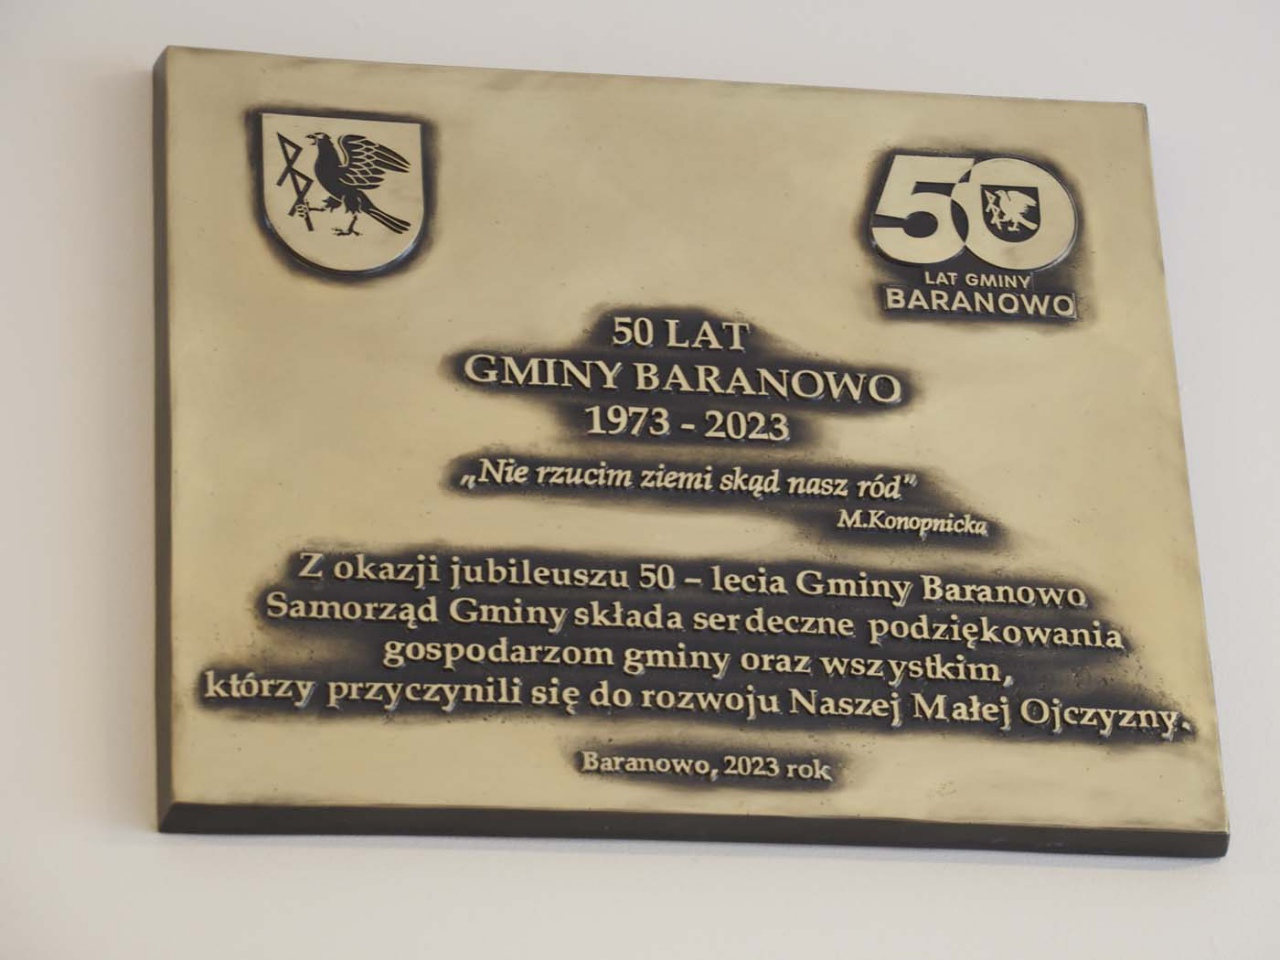 50
LAT GMINY
BARANOWO
50 LAT
GMINY BARANOWO
1973 - 2023
„Nie rzucim ziemi skąd nasz ród"
M.Konopnicka
Z okazji jubileuszu 50 – lecia Gminy Baranowo
Samorząd Gminy składa serdeczne podziękowania
gospodarzom gminy oraz wszystkim,
którzy przyczynili się do rozwoju Naszej Małej Ojczyzny.
Baranowo, 2023 rok